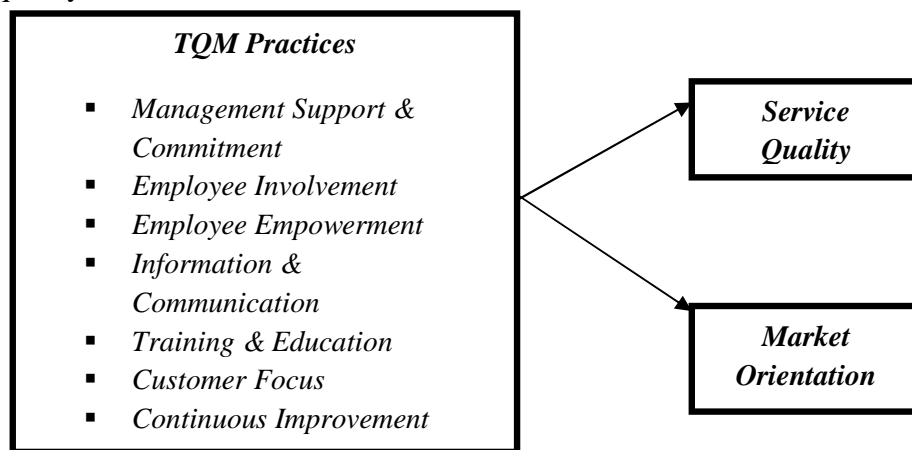 TQM Practices
▪ Management Support &
Commitment
▪ Employee Involvement
▪ Employee Empowerment
▪ Information &
Communication
▪ Training & Education
▪ Customer Focus
▪ Continuous Improvement
Service
Quality
Market
Orientation